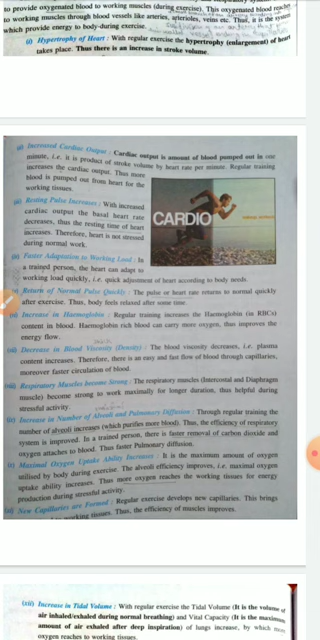 to provide oxygenated blood to working muscles (during exercise). This oxygenated blood reaches
to working muscles through blood vessels like arteries, arterioles, veins etc. Thus, it is the system
which provide energy to body-during exercise.
(i) Hypertrophy of Heart : With regular exercise the hypertrophy (enlargement) of heart
takes place. Thus there is an increase in stroke volume.
Increased Cardiac Output : Cardiac output is amount of blood pumped out in one
minute, i.e. it is product of stroke volume by heart rate per minute. Regular training
increases the cardiac output. Thus more
blood is pumped out from heart for the
working tissues.
Resting Pulse Increases : With increased
cardiac output the basal heart rate
decreases, thus the resting time of heart
increases. Therefore, heart is not stressed
during normal work.
CARDIO
Faster Adaptation to Working Load : In
a trained person, the heart can adapt to
working load quickly, i.e. quick adjustment of heart according to body needs.
Return of Normal Pulse Quickly : The pulse or heart rate returns to normal quickly
after exercise. Thus, body feels relaxed after some time.
Increase in Haemoglobin : Regular training increases the Haemoglobin (in RBCs)
content in blood. Haemoglobin rich blood can carry more oxygen, thus improves the
energy flow.
Decrease in Blood Viscosity (Density) : The blood viscosity decreases, i.e. plasma
content increases. Therefore, there is an easy and fast flow of blood through capillaries,
moreover faster circulation of blood.
Respiratory Muscles become Strong : The respiratory muscles (Intercostal and Diaphragm
muscle) become strong to work maximally for longer duration, thus helpful during
stressful activity.
Increase in Number of Alveoli and Pulmonary Diffusion : Through regular training the
number of alveoli increases (which purifies more blood). Thus, the efficiency of respiratory
system is improved. In a trained person, there is faster removal of carbon dioxide and
oxygen attaches to blood. Thus faster Pulmonary diffusion.
Maximal Oxygen Uptake Ability Increases : It is the maximum amount of oxygen
utilised by body during exercise. The alveoli efficiency improves, i.e. maximal oxygen
uptake ability increases. Thus more oxygen reaches the working tissues for energy
production during stressful activity.
New Capillaries are Formed : Regular exercise develops new capillaries. This brings
working tissues. Thus, the efficiency of muscles improves.
(xii) Increase in Tidal Volume : With regular exercise the Tidal Volume (It is the volume of
air inhaled/exhaled during normal breathing) and Vital Capacity (It is the maximum
amount of air exhaled after deep inspiration) of lungs increase, by which more
oxygen reaches to working tissues.